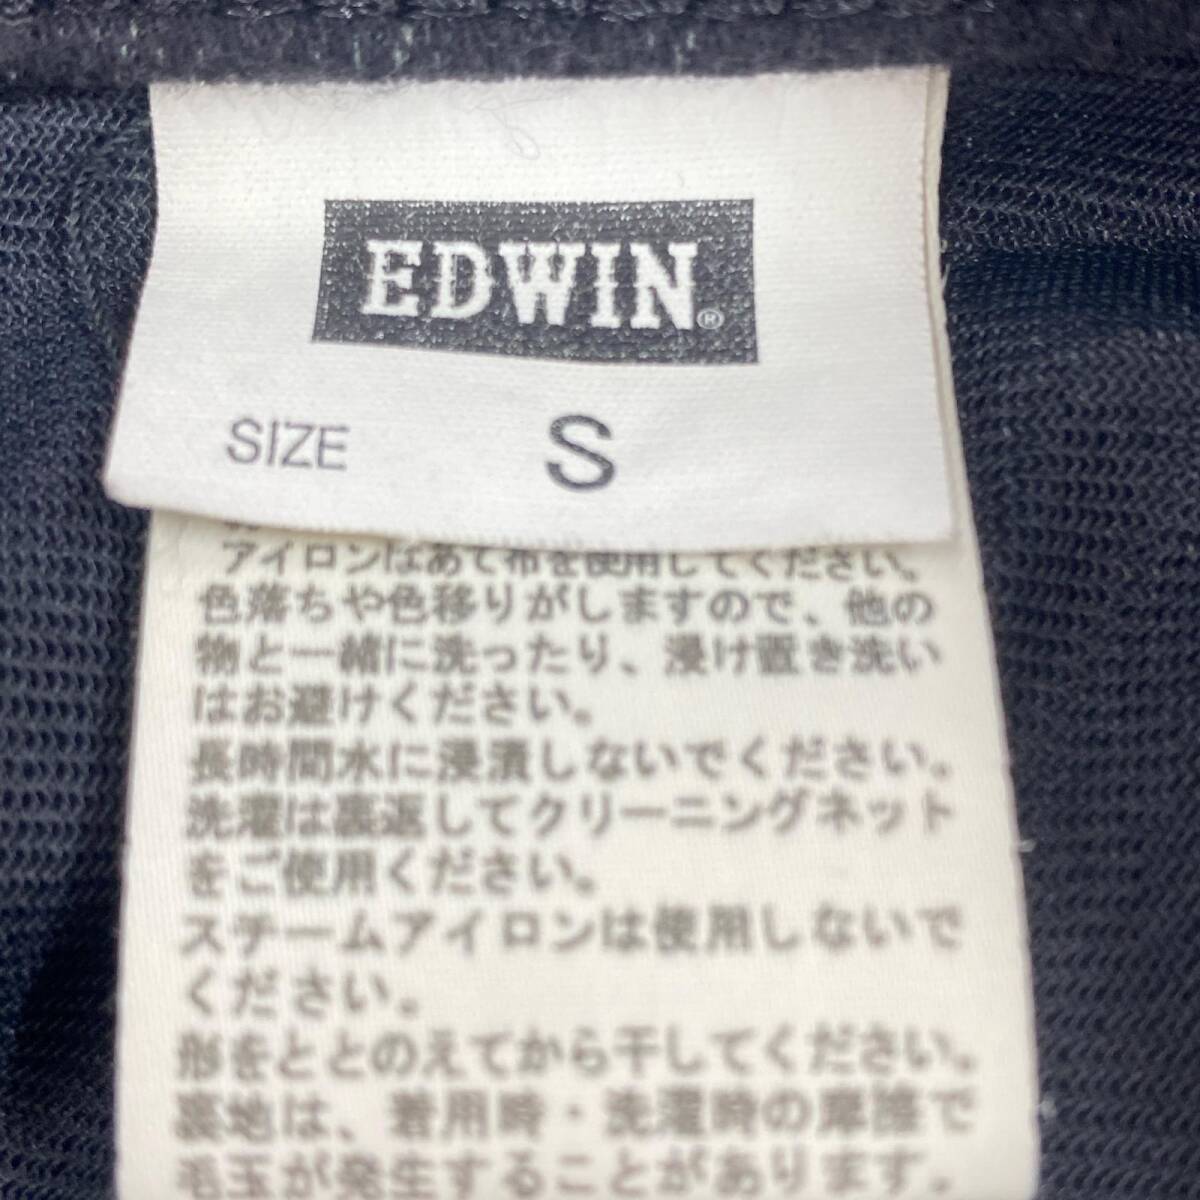 EDWIN®
SIZE S
アイロンはあて布を使用してください。
色落ちや色移りがしますので、他の
物と一緒に洗ったり、浸け置き洗い
はお避けください。
長時間水に浸漬しないでください。
洗濯は裏返してクリーニングネット
をご使用ください。
スチームアイロンは使用しないで
ください。
形をととのえてから干してください。
裏地は、着用時・洗濯時の摩擦で
毛玉が発生することがあります。